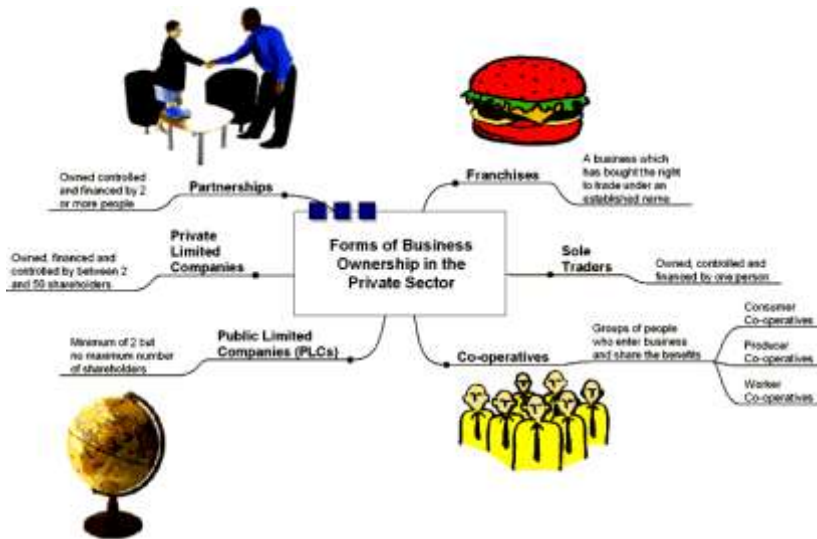 Forms of Business
Ownership in the
Private Sector
Partnerships
Owned controlled
and financed by 2
or more people
Private
Limited
Companies
Owned, financed and
controlled by between 2
and 50 shareholders.
Public Limited
Companies (PLCs)
Minimum of 2 but
no maximum number
of shareholders
Franchises
A business which
has bought the right
to trade under an
established name
Sole
Traders
Owned, controlled and
financed by one person
Co-operatives
Groups of people
who enter business
and share the benefits
Consumer
Co-operatives
Producer
Co-operatives
Worker
Co-operatives